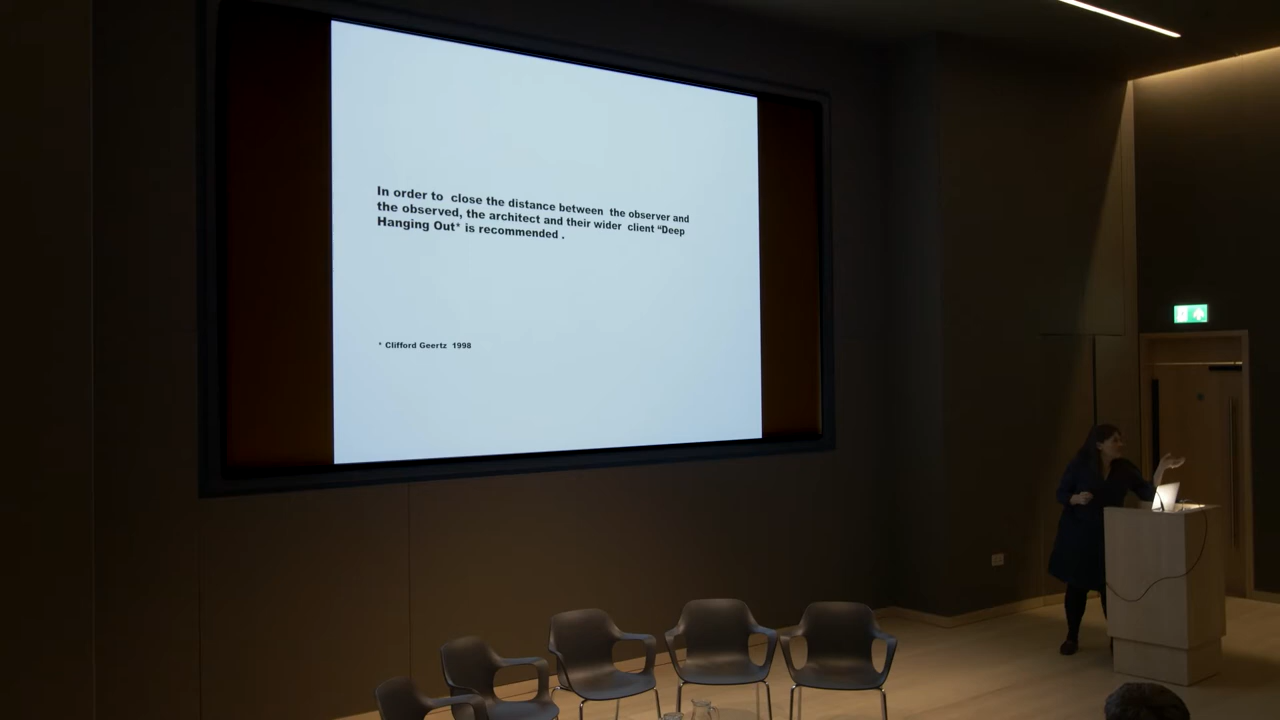 In order to  close the distance between  the observer and
the observed, the architect and their wider  client “Deep
Hanging Out* is recommended .
* Clifford Geertz  1998